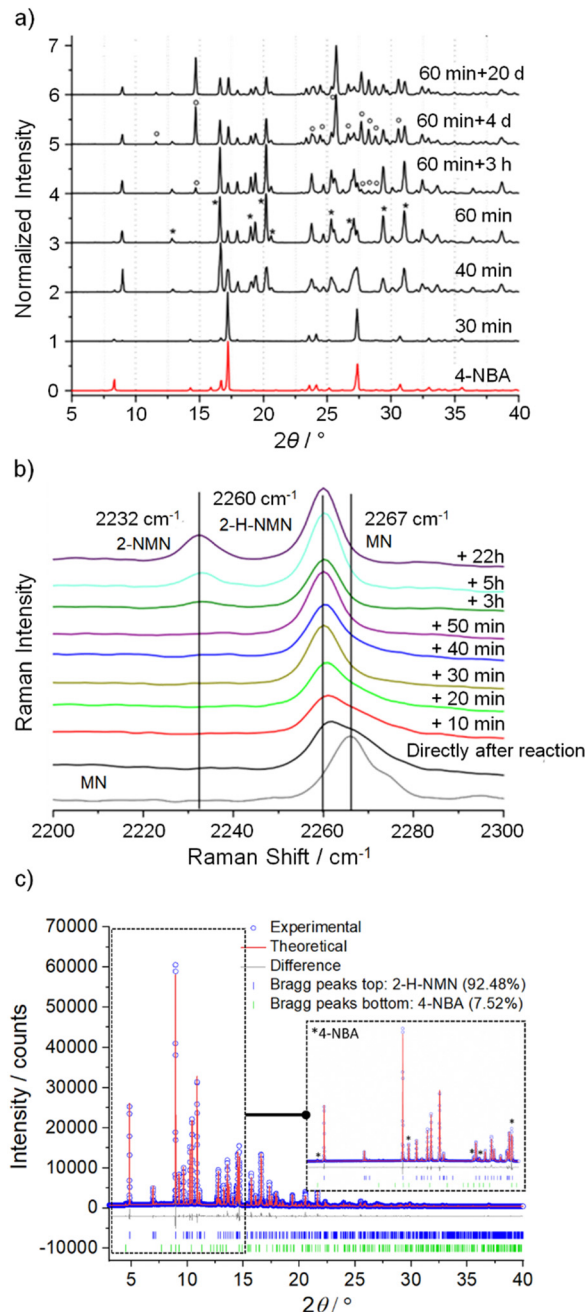 a)
7
6
5
4
3
2
1
0
Normalized Intensity
60 min+20 d
60 min+4 d
60 min+3 h
60 min
40 min
30 min
4-NBA
5 10 15 20 25 30 35 40
2θ / °
b)
2232 cm⁻¹
2-NMN
2260 cm⁻¹
2-H-NMN
2267 cm⁻¹
MN
+ 22h
+ 5h
+ 3h
+ 50 min
+ 40 min
+ 30 min
+ 20 min
+ 10 min
Directly after reaction
MN
Raman Intensity
2200 2220 2240 2260 2280 2300
Raman Shift / cm⁻¹
c)
70000
60000
50000
40000
30000
20000
10000
0
-10000
Intensity / counts
Experimental
Theoretical
Difference
Bragg peaks top: 2-H-NMN (92.48%)
Bragg peaks bottom: 4-NBA (7.52%)
*4-NBA
5 10 15 20 25 30 35 40
2θ / °